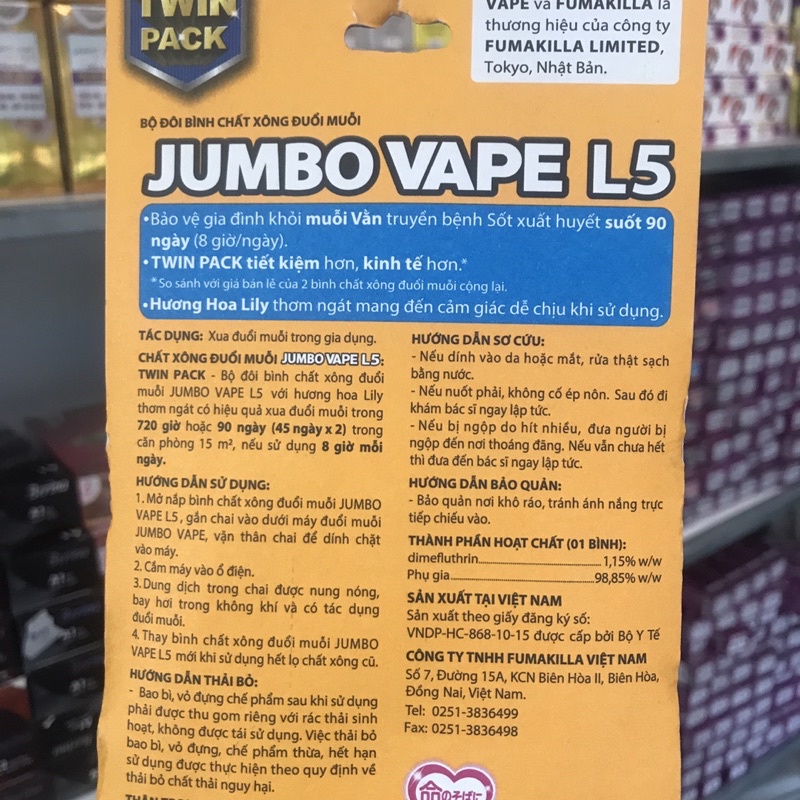 TWIN
PACK
VAPE và FUMAKILLA là
thương hiệu của công ty
FUMAKILLA LIMITED,
Tokyo, Nhật Bản.
BỘ ĐÔI BÌNH CHẤT XÔNG ĐUỔI MUỖI
JUMBO VAPE L5
•Bảo vệ gia đình khỏi muỗi Vằn truyền bệnh Sốt xuất huyết suốt 90
ngày (8 giờ/ngày).
•TWIN PACK tiết kiệm hơn, kinh tế hơn.*
*So sánh với giá bán lẻ của 2 bình chất xông đuổi muỗi cộng lại.
•Hương Hoa Lily thơm ngát mang đến cảm giác dễ chịu khi sử dụng.
TÁC DỤNG: Xua đuổi muỗi trong gia dụng.
CHẤT XÔNG ĐUỔI MUỖI JUMBO VAPE L5:
TWIN PACK - Bộ đôi bình chất xông đuổi
muỗi JUMBO VAPE L5 với hương hoa Lily
thơm ngát có hiệu quả xua đuổi muỗi trong
720 giờ hoặc 90 ngày (45 ngày x 2) trong
căn phòng 15 m², nếu sử dụng 8 giờ mỗi
ngày.
HƯỚNG DẪN SỬ DỤNG:
1. Mở nắp bình chất xông đuổi muỗi JUMBO
VAPE L5, gắn chai vào dưới máy đuổi muỗi
JUMBO VAPE, vặn thân chai để dính chặt
vào máy.
2. Cắm máy vào ổ điện.
3. Dung dịch trong chai được nung nóng,
bay hơi trong không khí và có tác dụng
đuổi muỗi.
4. Thay bình chất xông đuổi muỗi JUMBO
VAPE L5 mới khi sử dụng hết lọ chất xông cũ.
HƯỚNG DẪN THẢI BỎ:
- Bao bì, vỏ đựng chế phẩm sau khi sử dụng
phải được thu gom riêng với rác thải sinh
hoạt, không được tái sử dụng. Việc thải bỏ
bao bì, vỏ đựng, chế phẩm thừa, hết hạn
sử dụng được thực hiện theo quy định về
thải bỏ chất thải nguy hại.
HƯỚNG DẪN SƠ CỨU:
- Nếu dính vào da hoặc mắt, rửa thật sạch
bằng nước.
- Nếu nuốt phải, không cố ép nôn. Sau đó đi
khám bác sĩ ngay lập tức.
- Nếu bị ngộp do hít nhiều, đưa người bị
ngộp đến nơi thoáng đãng. Nếu vẫn chưa hết
thì đưa đến bác sĩ ngay lập tức.
HƯỚNG DẪN BẢO QUẢN:
- Bảo quản nơi khô ráo, tránh ánh nắng trực
tiếp chiếu vào.
THÀNH PHẦN HOẠT CHẤT (01 BÌNH):
dimefluthrin........................1,15% w/w
Phụ gia........................98,85% w/w
SẢN XUẤT TẠI VIỆT NAM
Sản xuất theo giấy đăng ký số:
VNDP-HC-868-10-15 được cấp bởi Bộ Y Tế
CÔNG TY TNHH FUMAKILLA VIỆT NAM
Số 7, Đường 15A, KCN Biên Hòa II, Biên Hòa,
Đồng Nai, Việt Nam.
Tel: 0251-3836499
Fax: 0251-3836498
命のそばに